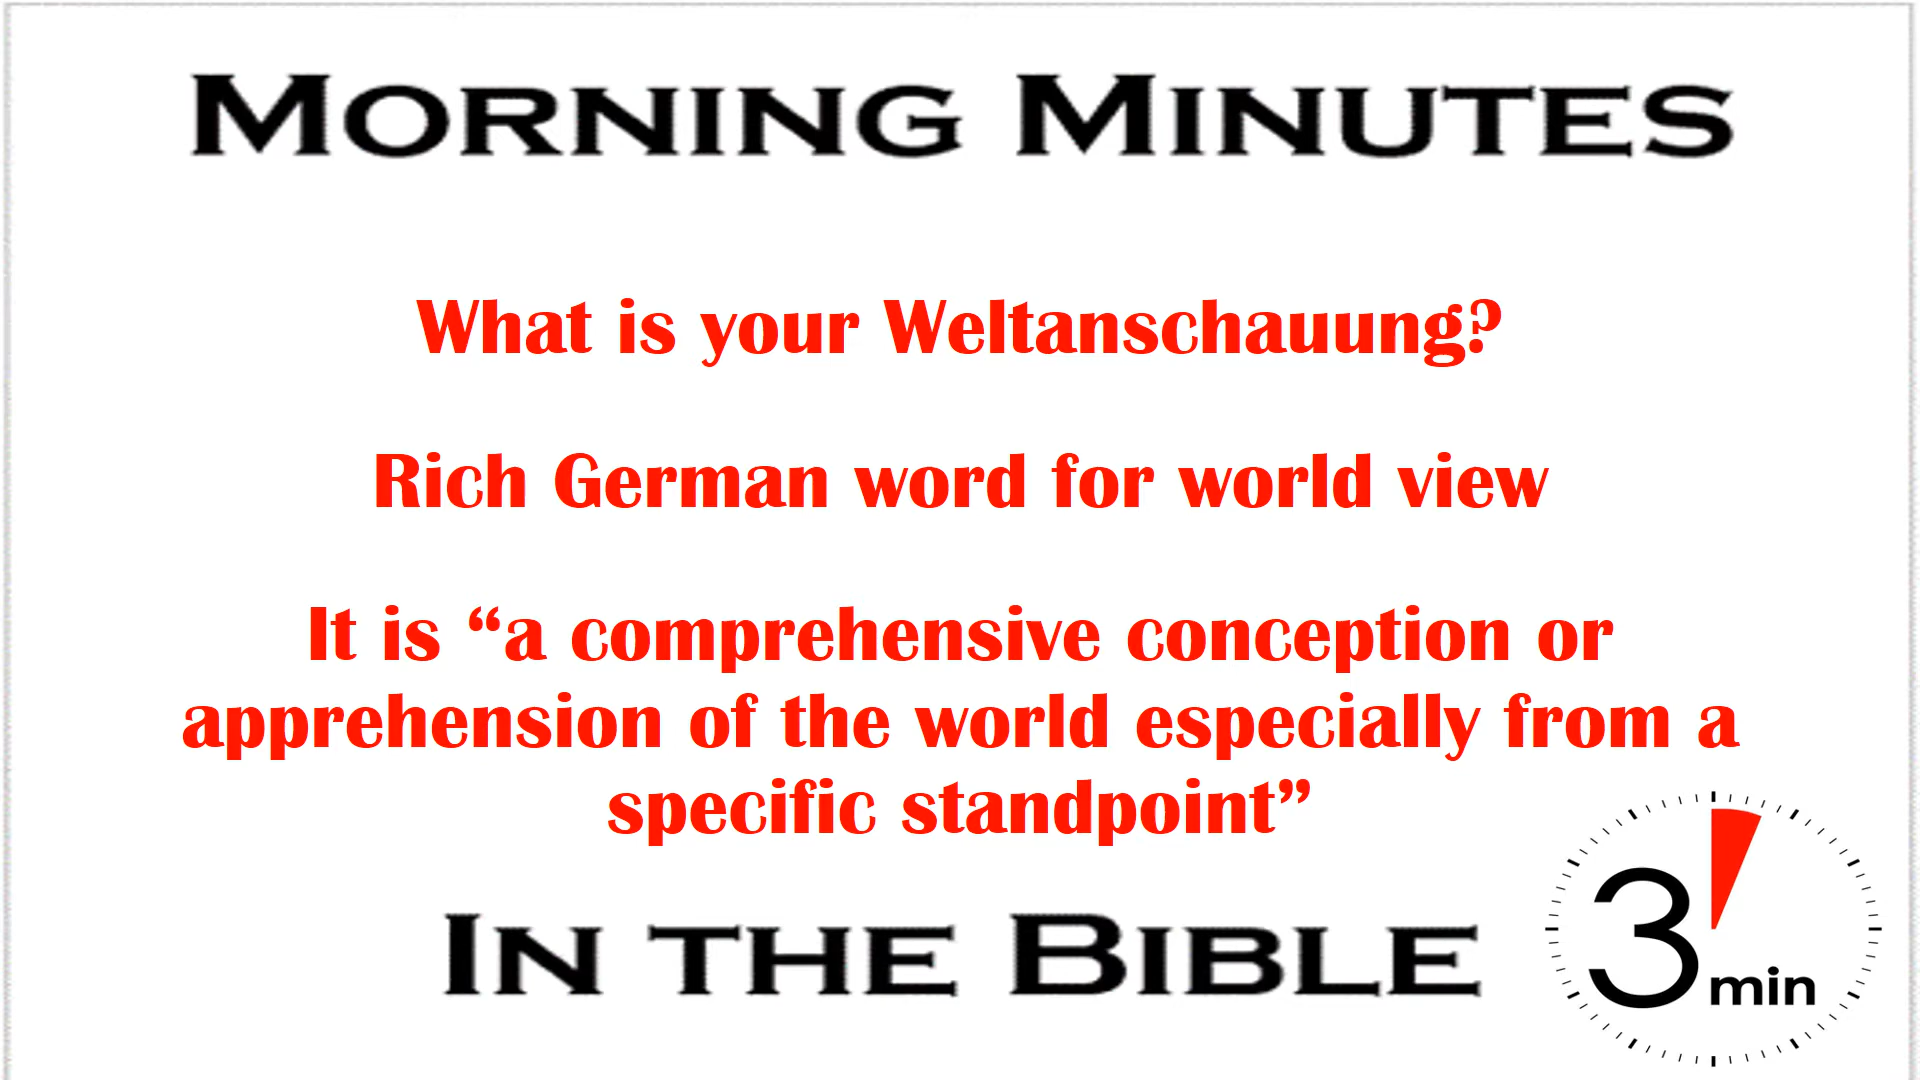 MORNING MINUTES
What is your Weltanschauung?
Rich German word for world view
It is “a comprehensive conception or
apprehension of the world especially from a
specific standpoint”
IN THE BIBLE
3 min